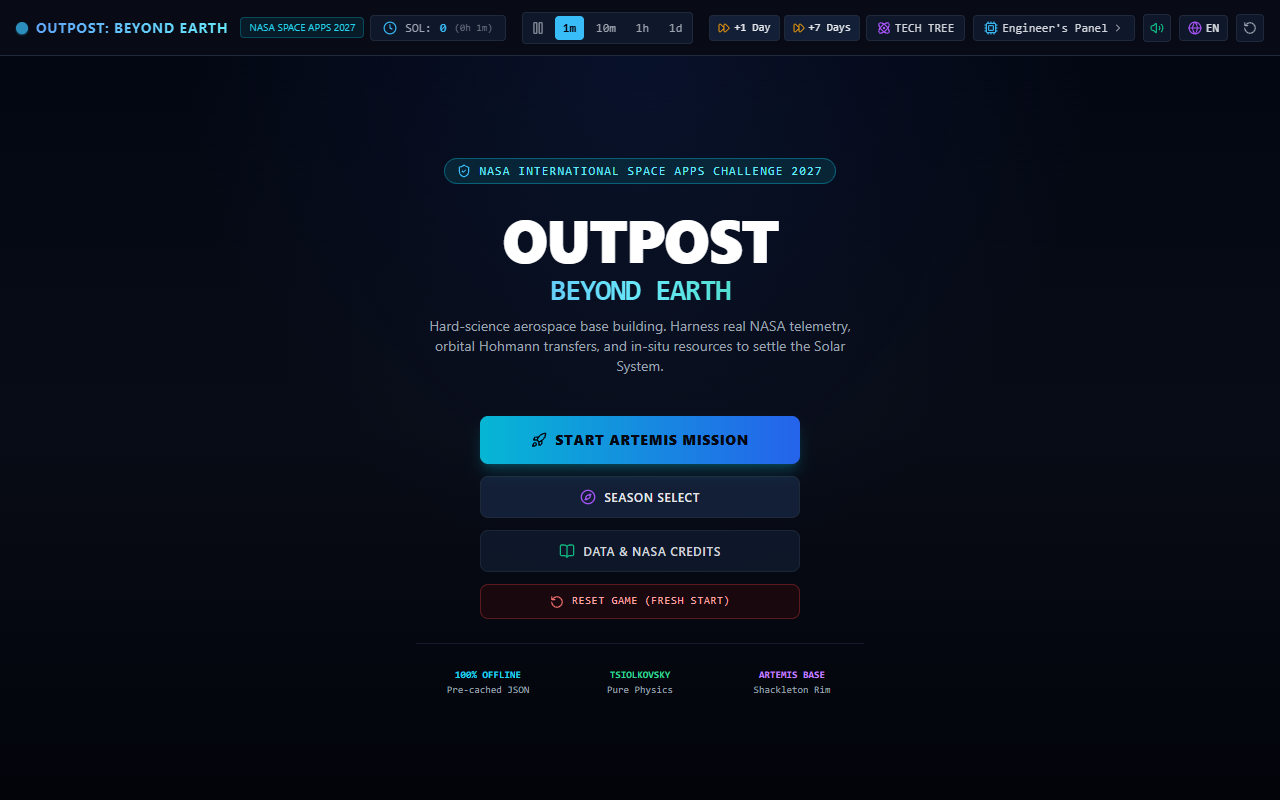 OUTPOST: BEYOND EARTH NASA SPACE APPS 2027 SOL: 0 (0h 1m) 1m 10m 1h 1d +1 Day +7 Days TECH TREE Engineer's Panel EN
NASA INTERNATIONAL SPACE APPS CHALLENGE 2027
OUTPOST
BEYOND EARTH
Hard-science aerospace base building. Harness real NASA telemetry,
orbital Hohmann transfers, and in-situ resources to settle the Solar
System.
START ARTEMIS MISSION
SEASON SELECT
DATA & NASA CREDITS
RESET GAME (FRESH START)
100% OFFLINE TSIOLKOVSKY ARTEMIS BASE
Pre-cached JSON Pure Physics Shackleton Rim